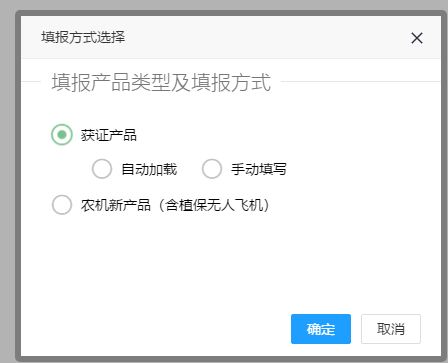 填报方式选择
填报产品类型及填报方式
获证产品
自动加载 手动填写
农机新产品（含植保无人飞机）
确定 取消